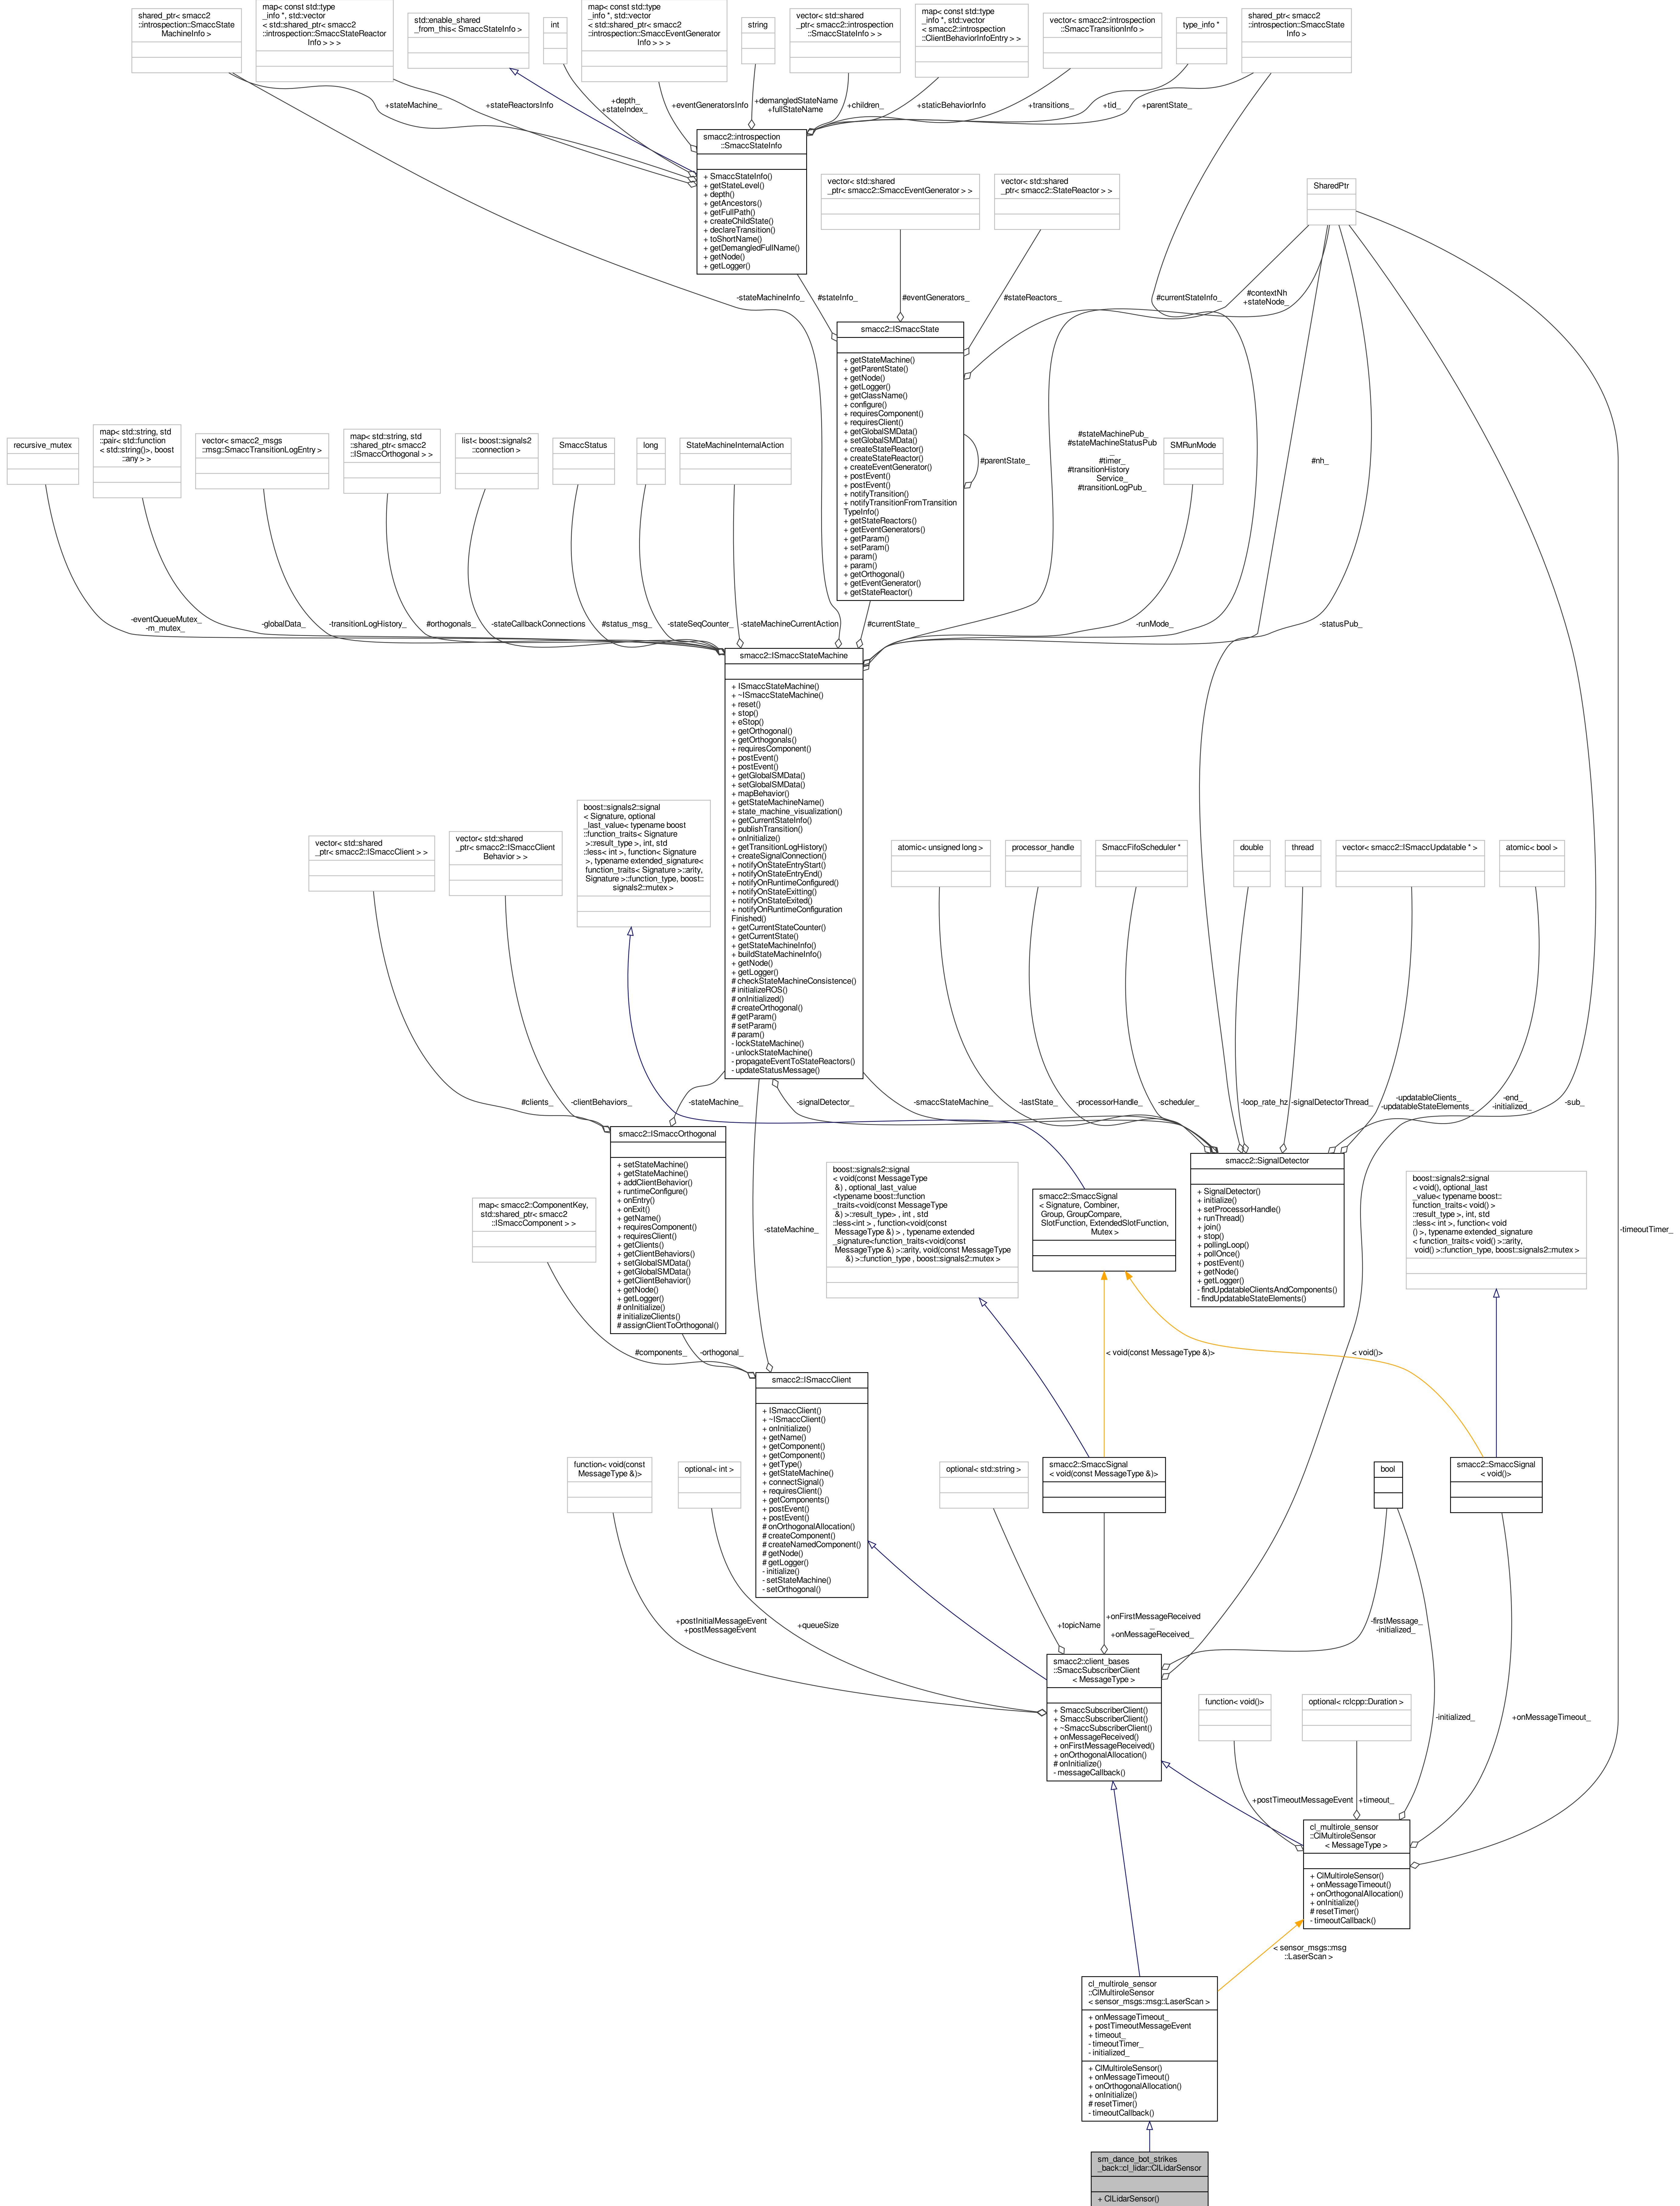 shared_ptr< smacc2
::introspection::SmaccState
MachineInfo >
map< const std::type
_info *, std::vector
< std::shared_ptr< smacc2
::introspection::SmaccStateReactor
Info > > >
std::enable_shared
_from_this< SmaccStateInfo >
int
map< const std::type
_info *, std::vector
< std::shared_ptr< smacc2
::introspection::SmaccEventGenerator
Info > > >
string
vector< std::shared
_ptr< smacc2::introspection
::SmaccStateInfo > >
map< const std::type
_info *, std::vector
< smacc2::introspection
::ClientBehaviorInfoEntry > >
vector< smacc2::introspection
::SmaccTransitionInfo >
type_info *
shared_ptr< smacc2
::introspection::SmaccState
Info >
+stateMachine_
+stateReactorsInfo
+depth_
+stateIndex_
+eventGeneratorsInfo
+demangledStateName
+fullStateName
+children_
+staticBehaviorInfo
+transitions_
+tid_
+parentState_
smacc2::introspection
::SmaccStateInfo
+ SmaccStateInfo()
+ getStateLevel()
+ depth()
+ getAncestors()
+ getFullPath()
+ createChildState()
+ declareTransition()
+ toShortName()
+ getDemangledFullName()
+ getNode()
+ getLogger()
vector< std::shared
_ptr< smacc2::SmaccEventGenerator > >
vector< std::shared
_ptr< smacc2::StateReactor > >
SharedPtr
-stateMachineInfo_
#stateInfo_
#eventGenerators_
#stateReactors_
#currentStateInfo_
#contextNh
+stateNode_
smacc2::ISmaccState
+ getStateMachine()
+ getParentState()
+ getNode()
+ getLogger()
+ getClassName()
+ configure()
+ requiresComponent()
+ requiresClient()
+ getGlobalSMData()
+ setGlobalSMData()
+ createStateReactor()
+ createStateReactor()
+ createEventGenerator()
+ postEvent()
+ postEvent()
+ notifyTransition()
+ notifyTransitionFromTransition
TypeInfo()
+ getStateReactors()
+ getEventGenerators()
+ getParam()
+ setParam()
+ param()
+ param()
+ getOrthogonal()
+ getEventGenerator()
+ getStateReactor()
#parentState_
recursive_mutex
map< std::string, std
::pair< std::function
< std::string()>, boost
::any > >
vector< smacc2_msgs
::msg::SmaccTransitionLogEntry >
map< std::string, std
::shared_ptr< smacc2
::ISmaccOrthogonal > >
list< boost::signals2
::connection >
SmaccStatus
long
StateMachineInternalAction
#stateMachinePub_
#stateMachineStatusPub
_
#timer_
#transitionHistory
Service_
#transitionLogPub_
SMRunMode
#nh_
-eventQueueMutex_
-m_mutex_
-globalData_
-transitionLogHistory_
#orthogonals_
-stateCallbackConnections
#status_msg_
-stateSeqCounter_
-stateMachineCurrentAction
#currentState_
-runMode_
-statusPub_
smacc2::ISmaccStateMachine
+ ISmaccStateMachine()
+ ~ISmaccStateMachine()
+ reset()
+ stop()
+ eStop()
+ getOrthogonal()
+ getOrthogonals()
+ requiresComponent()
+ postEvent()
+ postEvent()
+ getGlobalSMData()
+ setGlobalSMData()
+ mapBehavior()
+ getStateMachineName()
+ state_machine_visualization()
+ getCurrentStateInfo()
+ publishTransition()
+ onInitialize()
+ getTransitionLogHistory()
+ createSignalConnection()
+ notifyOnStateEntryStart()
+ notifyOnStateEntryEnd()
+ notifyOnRuntimeConfigured()
+ notifyOnStateExitting()
+ notifyOnStateExited()
+ notifyOnRuntimeConfiguration
Finished()
+ getCurrentStateCounter()
+ getCurrentState()
+ getStateMachineInfo()
+ buildStateMachineInfo()
+ getNode()
+ getLogger()
# checkStateMachineConsistence()
# initializeROS()
# onInitialized()
# createOrthogonal()
# getParam()
# setParam()
# param()
- lockStateMachine()
- unlockStateMachine()
- propagateEventToStateReactors()
- updateStatusMessage()
vector< std::shared
_ptr< smacc2::ISmaccClient > >
vector< std::shared
_ptr< smacc2::ISmaccClient
Behavior > >
boost::signals2::signal
< Signature, optional
_last_value< typename boost
::function_traits< Signature
>::result_type >, int, std
::less< int >, function< Signature
>, typename extended_signature<
function_traits< Signature >::arity,
Signature >::function_type, boost::
signals2::mutex >
atomic< unsigned long >
processor_handle
SmaccFifoScheduler *
double
thread
vector< smacc2::ISmaccUpdatable * >
atomic< bool >
#clients_
-clientBehaviors_
-stateMachine_
-signalDetector_
-smaccStateMachine_
-lastState_
-processorHandle_
-scheduler_
-loop_rate_hz
-signalDetectorThread_
-updatableClients_
-updatableStateElements_
-end_
-initialized_
-sub_
smacc2::ISmaccOrthogonal
+ setStateMachine()
+ getStateMachine()
+ addClientBehavior()
+ runtimeConfigure()
+ onEntry()
+ onExit()
+ getName()
+ requiresComponent()
+ requiresClient()
+ getClients()
+ getClientBehaviors()
+ setGlobalSMData()
+ getGlobalSMData()
+ getClientBehavior()
+ getNode()
+ getLogger()
# onInitialize()
# initializeClients()
# assignClientToOrthogonal()
smacc2::SignalDetector
+ SignalDetector()
+ initialize()
+ setProcessorHandle()
+ runThread()
+ join()
+ stop()
+ pollingLoop()
+ pollOnce()
+ postEvent()
+ getNode()
+ getLogger()
- findUpdatableClientsAndComponents()
- findUpdatableStateElements()
map< smacc2::ComponentKey,
std::shared_ptr< smacc2
::ISmaccComponent > >
boost::signals2::signal
< void(const MessageType
&) , optional_last_value
<typename boost::function
_traits<void(const MessageType
&) >::result_type> , int , std
::less<int > , function<void(const
MessageType &) > , typename extended
_signature<function_traits<void(const
MessageType &) >::arity, void(const MessageType
&) >::function_type , boost::signals2::mutex >
smacc2::SmaccSignal
< Signature, Combiner,
Group, GroupCompare,
SlotFunction, ExtendedSlotFunction,
Mutex >
boost::signals2::signal
< void(), optional_last
_value< typename boost::
function_traits< void() >
::result_type >, int, std
::less< int >, function< void
() >, typename extended_signature
< function_traits< void() >::arity,
void() >::function_type, boost::signals2::mutex >
-stateMachine_
-timeoutTimer_
#components_
-orthogonal_
< void(const MessageType &)>
< void()>
smacc2::ISmaccClient
+ ISmaccClient()
+ ~ISmaccClient()
+ onInitialize()
+ getName()
+ getComponent()
+ getComponent()
+ getType()
+ getStateMachine()
+ connectSignal()
+ requiresClient()
+ getComponents()
+ postEvent()
+ postEvent()
# onOrthogonalAllocation()
# createComponent()
# createNamedComponent()
# getNode()
# getLogger()
- initialize()
- setStateMachine()
- setOrthogonal()
function< void(const
MessageType &)>
optional< int >
optional< std::string >
smacc2::SmaccSignal
< void(const MessageType &)>
bool
smacc2::SmaccSignal
< void()>
+postInitialMessageEvent
+postMessageEvent
+queueSize
+topicName
+onFirstMessageReceived
_
+onMessageReceived_
-firstMessage_
-initialized_
smacc2::client_bases
::SmaccSubscriberClient
< MessageType >
+ SmaccSubscriberClient()
+ SmaccSubscriberClient()
+ ~SmaccSubscriberClient()
+ onMessageReceived()
+ onFirstMessageReceived()
+ onOrthogonalAllocation()
# onInitialize()
- messageCallback()
function< void()>
optional< rclcpp::Duration >
-initialized_
+onMessageTimeout_
+postTimeoutMessageEvent
+timeout_
cl_multirole_sensor
::ClMultiroleSensor
< MessageType >
+ ClMultiroleSensor()
+ onMessageTimeout()
+ onOrthogonalAllocation()
+ onInitialize()
# resetTimer()
- timeoutCallback()
< sensor_msgs::msg
::LaserScan >
cl_multirole_sensor
::ClMultiroleSensor
< sensor_msgs::msg::LaserScan >
+ onMessageTimeout_
+ postTimeoutMessageEvent
+ timeout_
- timeoutTimer_
- initialized_
+ ClMultiroleSensor()
+ onMessageTimeout()
+ onOrthogonalAllocation()
+ onInitialize()
# resetTimer()
- timeoutCallback()
sm_dance_bot_strikes
_back::cl_lidar::ClLidarSensor
+ ClLidarSensor()